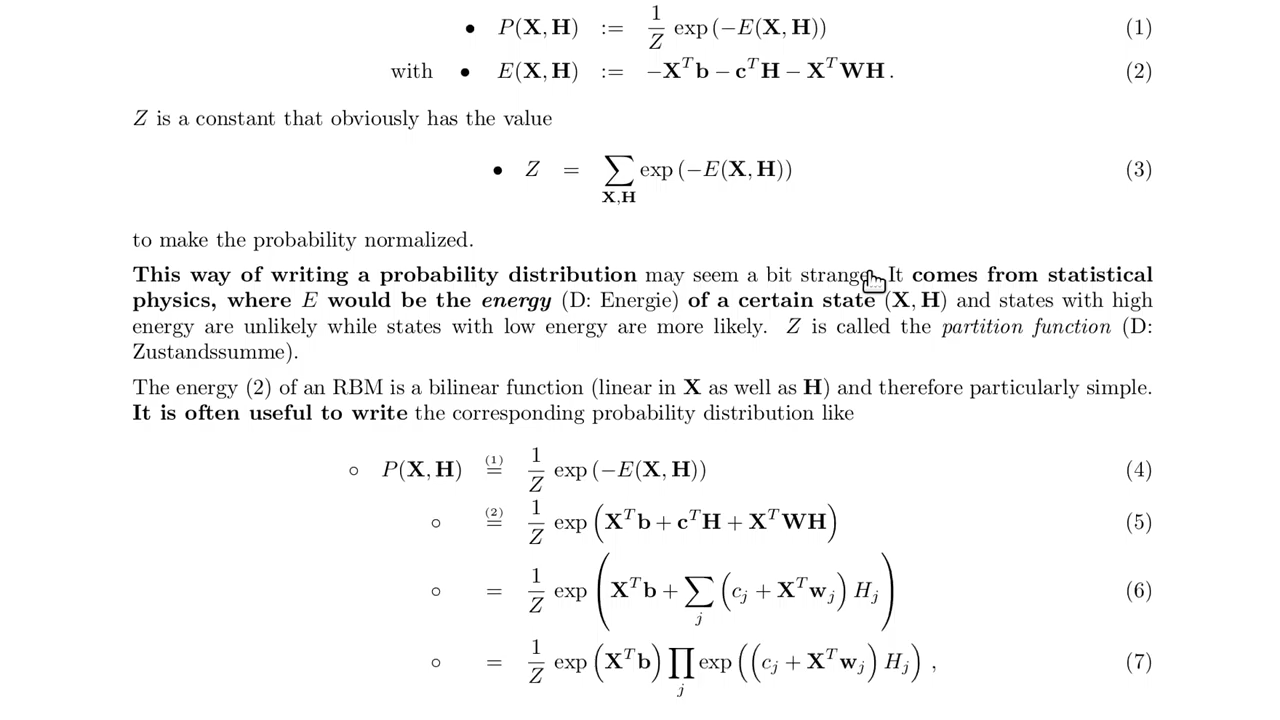 • P(X, H) := 1/Z exp (−E(X, H)) (1)
with • E(X, H) := −X^T b − c^T H − X^T WH . (2)
Z is a constant that obviously has the value
• Z = ∑_{X,H} exp (−E(X, H)) (3)
to make the probability normalized.
This way of writing a probability distribution may seem a bit strange. It comes from statistical
physics, where E would be the energy (D: Energie) of a certain state (X, H) and states with high
energy are unlikely while states with low energy are more likely. Z is called the partition function (D:
Zustandssumme).
The energy (2) of an RBM is a bilinear function (linear in X as well as H) and therefore particularly simple.
It is often useful to write the corresponding probability distribution like
◦ P(X, H) =^{(1)} 1/Z exp (−E(X, H)) (4)
◦ =^{(2)} 1/Z exp (X^T b + c^T H + X^T WH) (5)
◦ = 1/Z exp (X^T b + ∑_j (c_j + X^T w_j) H_j) (6)
◦ = 1/Z exp (X^T b) ∏_j exp ((c_j + X^T w_j) H_j) , (7)